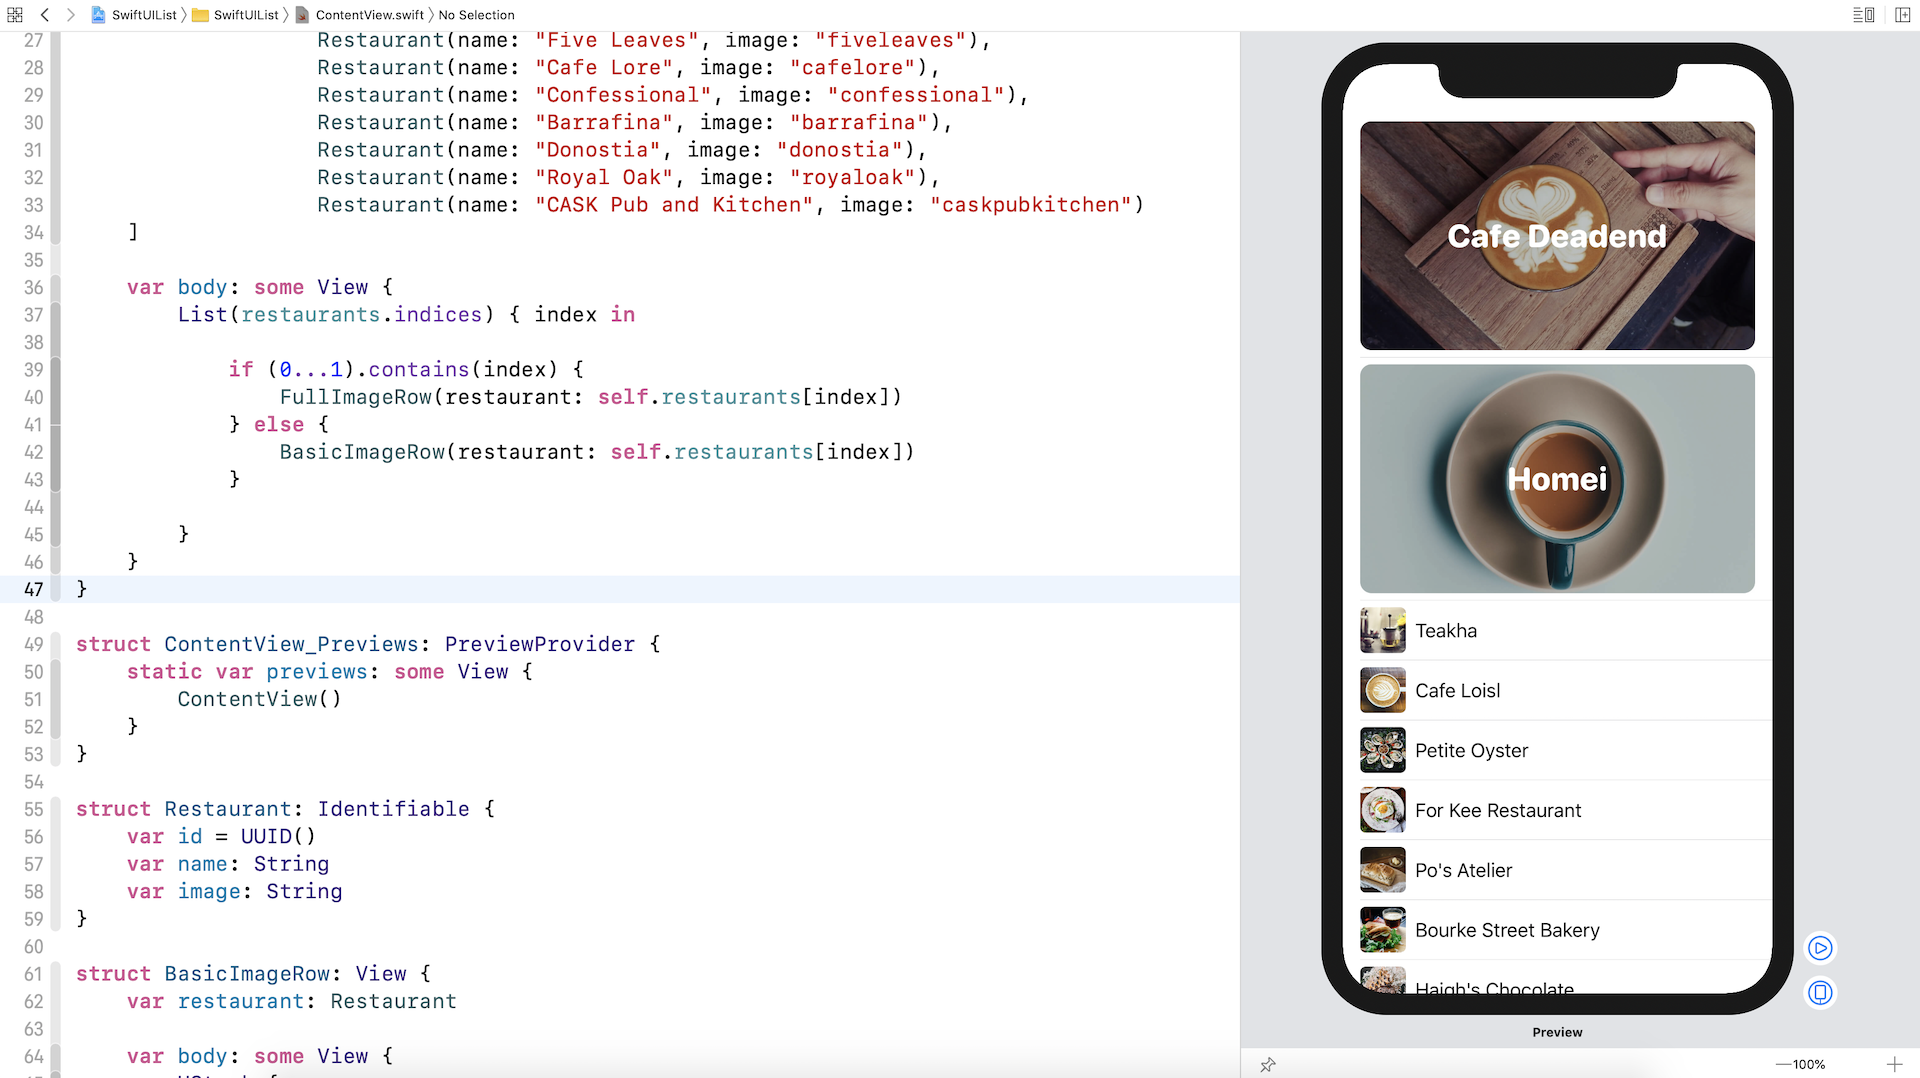 SwiftUIList SwiftUIList ContentView.swift No Selection
27 Restaurant(name: "Five Leaves", image: "fiveleaves"),
28 Restaurant(name: "Cafe Lore", image: "cafelore"),
29 Restaurant(name: "Confessional", image: "confessional"),
30 Restaurant(name: "Barrafina", image: "barrafina"),
31 Restaurant(name: "Donostia", image: "donostia"),
32 Restaurant(name: "Royal Oak", image: "royaloak"),
33 Restaurant(name: "CASK Pub and Kitchen", image: "caskpubkitchen")
34 ]
35
36 var body: some View {
37 List(restaurants.indices) { index in
38
39 if (0...1).contains(index) {
40 FullImageRow(restaurant: self.restaurants[index])
41 } else {
42 BasicImageRow(restaurant: self.restaurants[index])
43 }
44
45 }
46 }
47 }
48
49 struct ContentView_Previews: PreviewProvider {
50 static var previews: some View {
51 ContentView()
52 }
53 }
54
55 struct Restaurant: Identifiable {
56 var id = UUID()
57 var name: String
58 var image: String
59 }
60
61 struct BasicImageRow: View {
62 var restaurant: Restaurant
63
64 var body: some View {
Cafe Deadend
Homei
Teakha
Cafe Loisl
Petite Oyster
For Kee Restaurant
Po's Atelier
Bourke Street Bakery
Haigh's Chocolate
Preview
100%